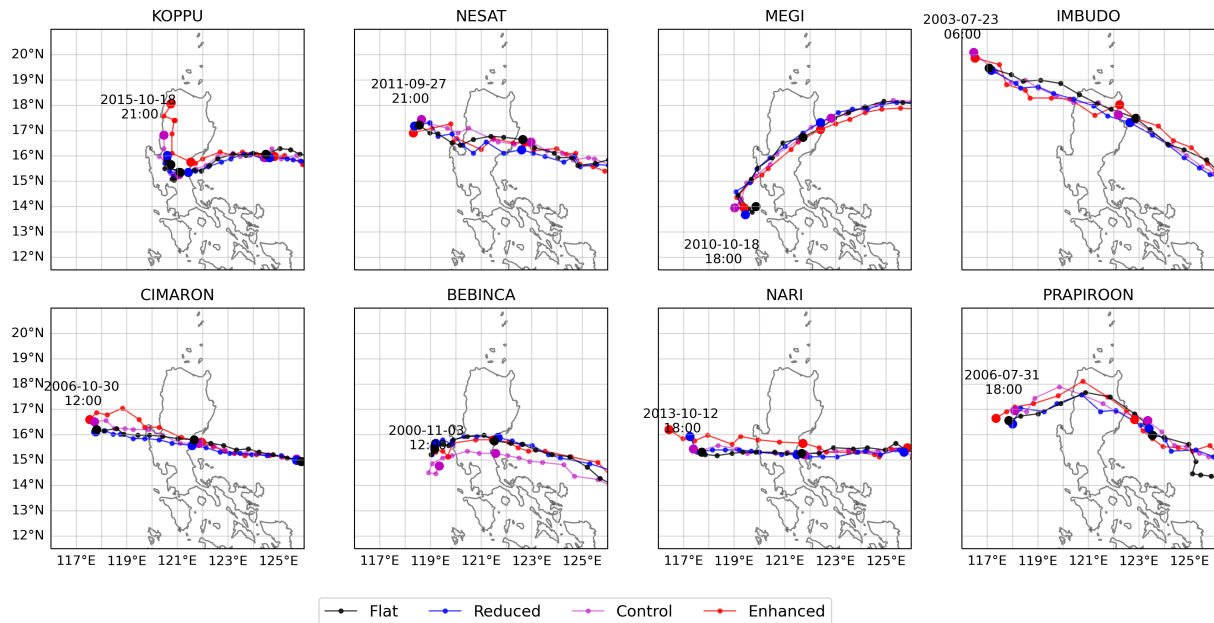 KOPPU
NESAT
MEGI
IMBUDO
20°N
19°N
18°N
17°N
16°N
15°N
14°N
13°N
12°N
2015-10-18
21:00
2011-09-27
21:00
2010-10-18
18:00
2003-07-23
06:00
CIMARON
BEBINCA
NARI
PRAPIROON
20°N
19°N
18°N
17°N
16°N
15°N
14°N
13°N
12°N
2006-10-30
12:00
2000-11-03
2013-10-12
18:00
2006-07-31
18:00
117°E 119°E 121°E 123°E 125°E
117°E 119°E 121°E 123°E 125°E
117°E 119°E 121°E 123°E 125°E
117°E 119°E 121°E 123°E 125°E
Flat Reduced Control Enhanced